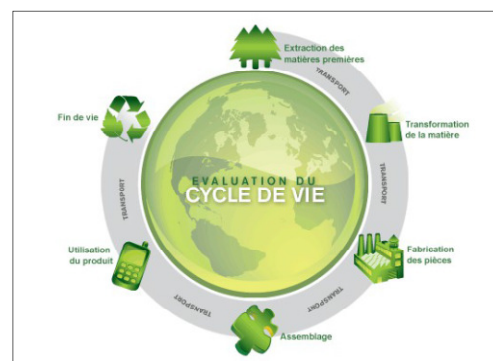 Extraction des
matières premières
TRANSPORT
Transformation
de la matière
TRANSPORT
Fabrication
des pièces
TRANSPORT
Assemblage
TRANSPORT
Utilisation
du produit
TRANSPORT
Fin de vie
EVALUATION DU
CYCLE DE VIE